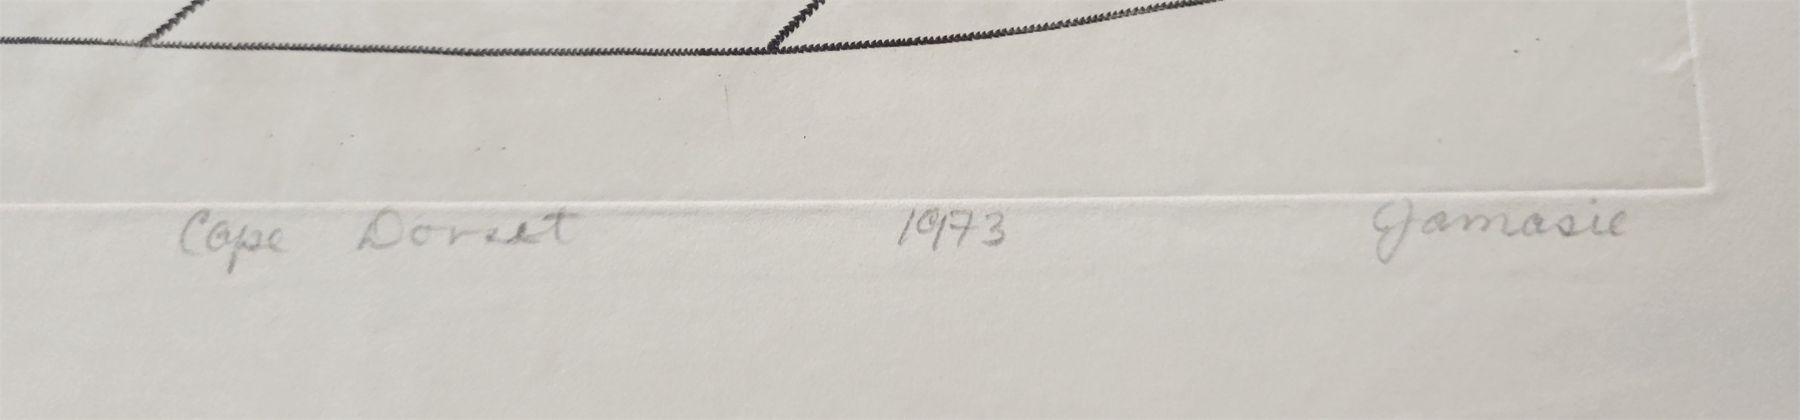 Cape Dorset 1973 Jamasie